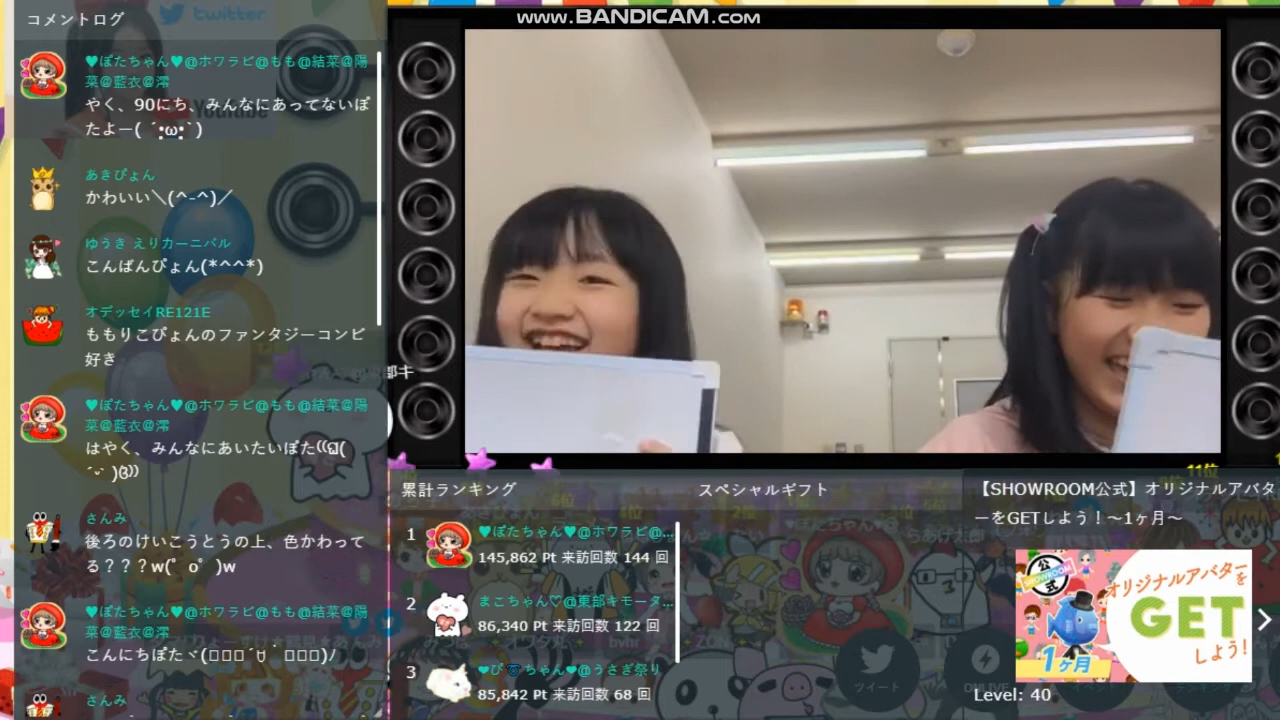 コメントログ
twitter
Youtube
♥ぽたちゃん♥@ホワラビ@もも@結菜@陽
菜@藍衣@澪
やく、90にち、みんなにあってないぽ
たよー( ´•̥ω•̥`)
あきぴょん
かわいい＼(^-^)／
ゆうき えりカーニバル
こんばんぴょん(*^^*)
オデッセイRE121E
ももりこぴょんのファンタジーコンビ
好き
♥ぽたちゃん♥@ホワラビ@もも@結菜@陽
菜@藍衣@澪
はやく、みんなにあいたいぽた
さんみ
後ろのけいこうとうの上、色かわって
る？？？w(゜o゜)w
♥ぽたちゃん♥@ホワラビ@もも@結菜@陽
菜@藍衣@澪
こんにちぽた
さんみ
www.BANDICAM.com
累計ランキング
1
♥ぽたちゃん♥@ホワラビ@...
145,862 Pt 来訪回数 144 回
2
まこちゃん♡@東部キモータ...
86,340 Pt 来訪回数 122 回
3
85,842 Pt 来訪回数 68 回
スペシャルギフト
ツイート
11位
【SHOWROOM公式】オリジナルアバタ
ーをGETしよう！～1ヶ月～
SHOWROOM
公式
オリジナルアバターを
GET
しよう!
1ヶ月
Level: 40